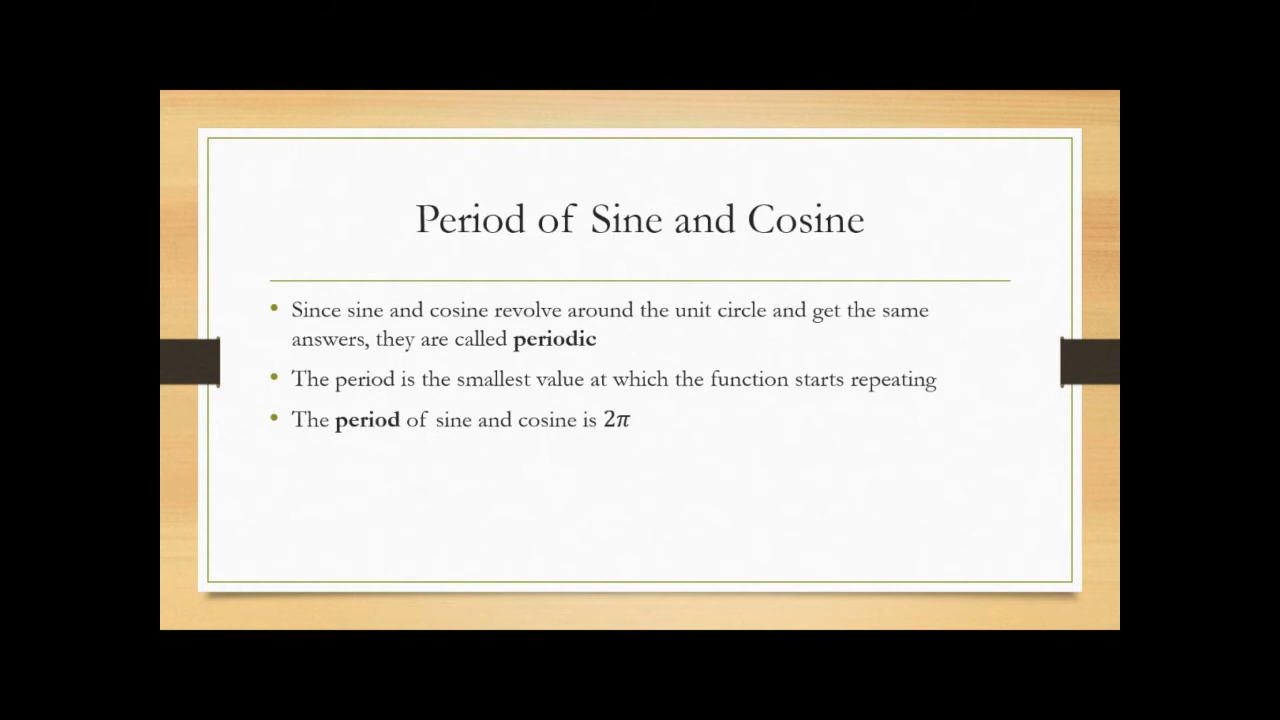 Period of Sine and Cosine
• Since sine and cosine revolve around the unit circle and get the same
answers, they are called periodic
• The period is the smallest value at which the function starts repeating
• The period of sine and cosine is 2π